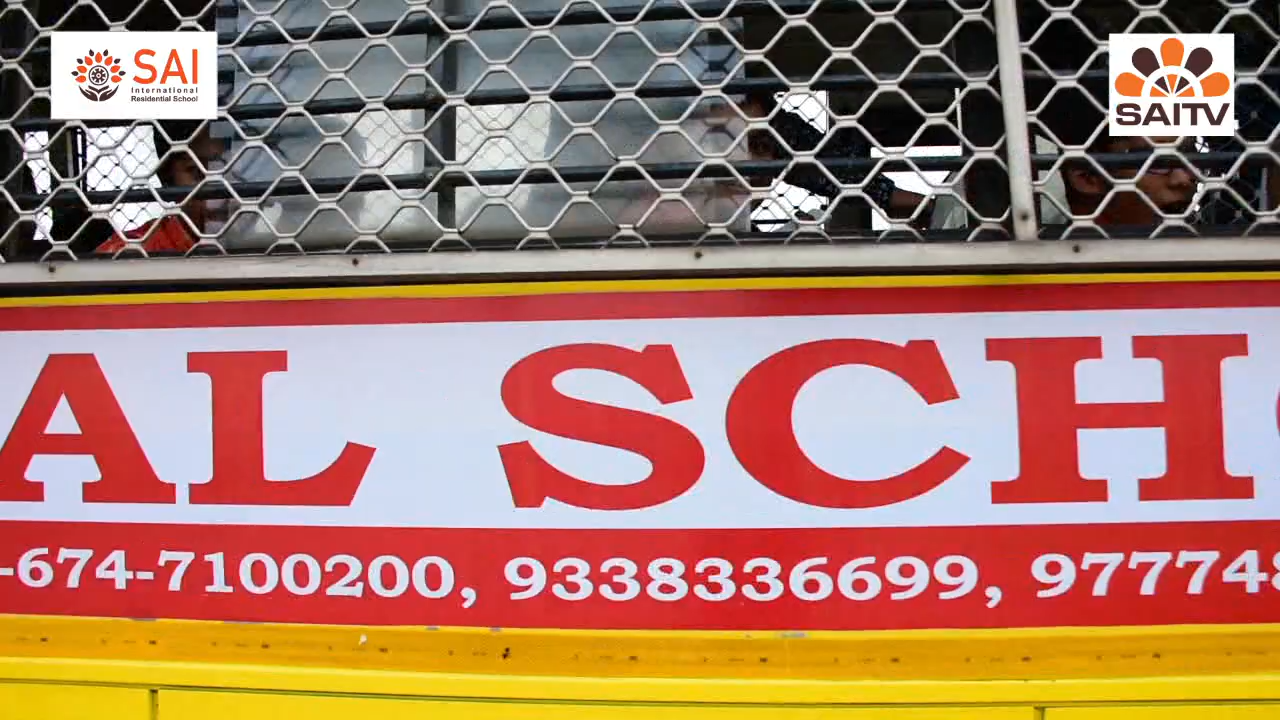 SAI
International
Residential School
SAITV
AL SCH
-674-7100200, 9338336699, 97774